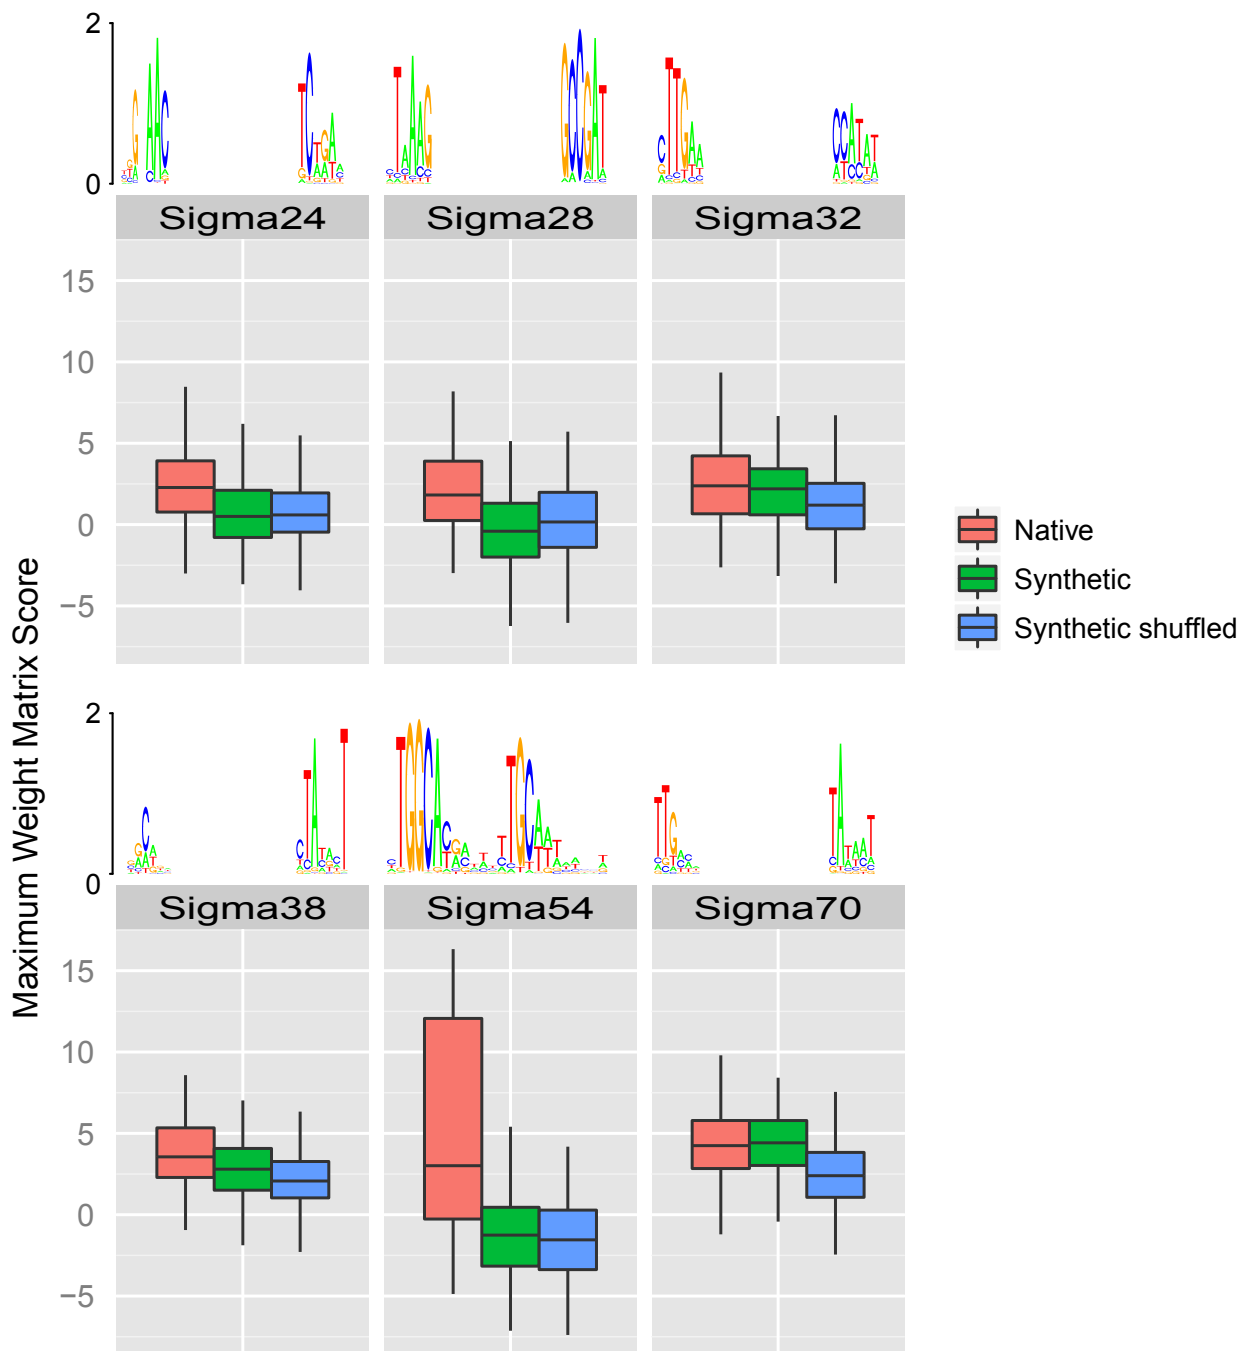 2
0
Sigma24 Sigma28 Sigma32
15
10
5
0
−5
Native
Synthetic
Synthetic shuffled
Maximum Weight Matrix Score
2
0
Sigma38 Sigma54 Sigma70
15
10
5
0
−5